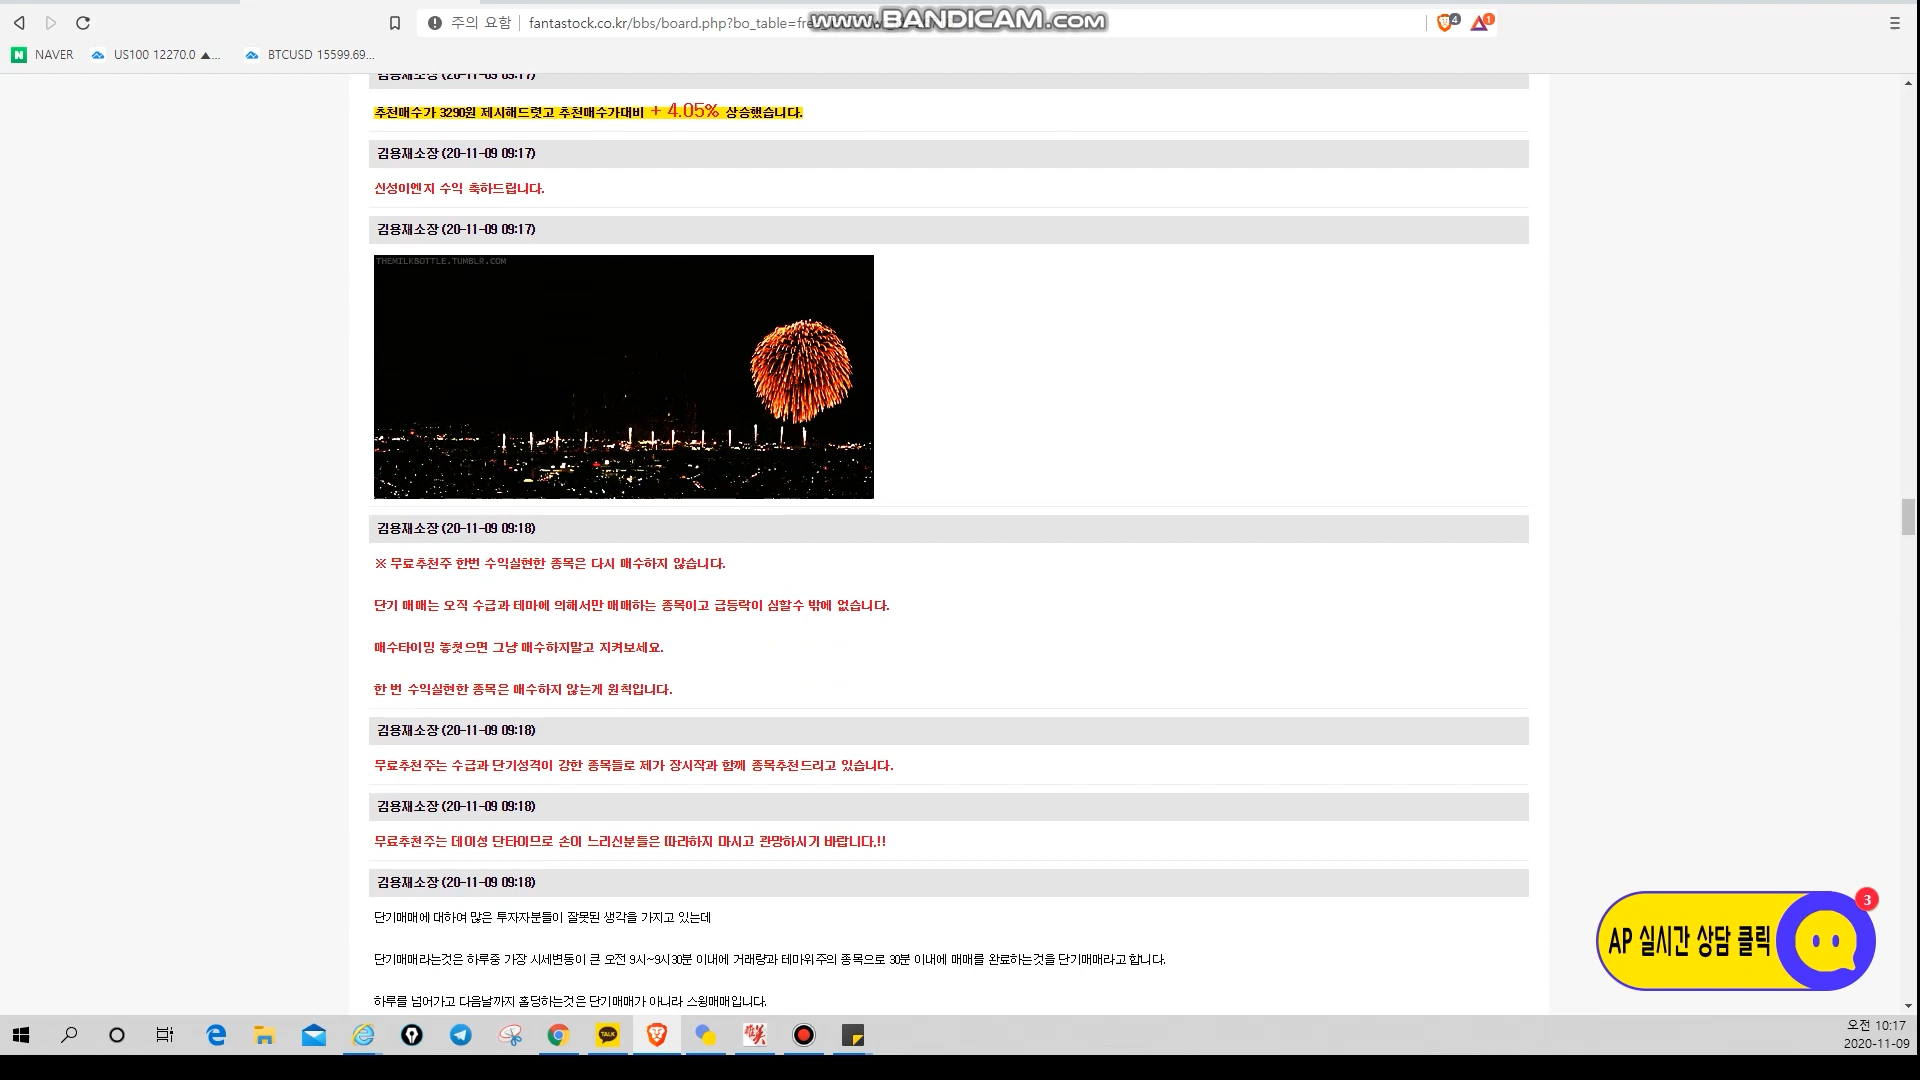 www.BANDICAM.com
주의 요함
fantastock.co.kr/bbs/board.php?bo_table=fre
4
1
NAVER
US100 12270.0 ▲...
BTCUSD 15599.69...
김용재소장 (20-11-09 09:17)
추천매수가 3290원 제시해드렷고 추천매수가대비 + 4.05% 상승했습니다.
김용재소장 (20-11-09 09:17)
신성이엔지 수익 축하드립니다.
김용재소장 (20-11-09 09:17)
THEMILKBOTTLE.TUMBLR.COM
김용재소장 (20-11-09 09:18)
※ 무료추천주 한번 수익실현한 종목은 다시 매수하지 않습니다.
단기 매매는 오직 수급과 테마에 의해서만 매매하는 종목이고 급등락이 심할수 밖에 없습니다.
매수타이밍 놓쳣으면 그냥 매수하지말고 지켜보세요.
한 번 수익실현한 종목은 매수하지 않는게 원칙입니다.
김용재소장 (20-11-09 09:18)
무료추천주는 수급과 단기성격이 강한 종목들로 제가 장시작과 함께 종목추천드리고 있습니다.
김용재소장 (20-11-09 09:18)
무료추천주는 데이성 단타이므로 손이 느리신분들은 따라하지 마시고 관망하시기 바랍니다.!!
김용재소장 (20-11-09 09:18)
단기매매에 대하여 많은 투자자분들이 잘못된 생각을 가지고 있는데
단기매매라는것은 하루중 가장 시세변동이 큰 오전 9시~9시30분 이내에 거래량과 테마위주의 종목으로 30분 이내에 매매를 완료하는것을 단기매매라고 합니다.
하루를 넘어가고 다음날까지 홀딩하는것은 단기매매가 아니라 스윙매매입니다.
3
AP 실시간 상담 클릭
TALK
오전 10:17
2020-11-09